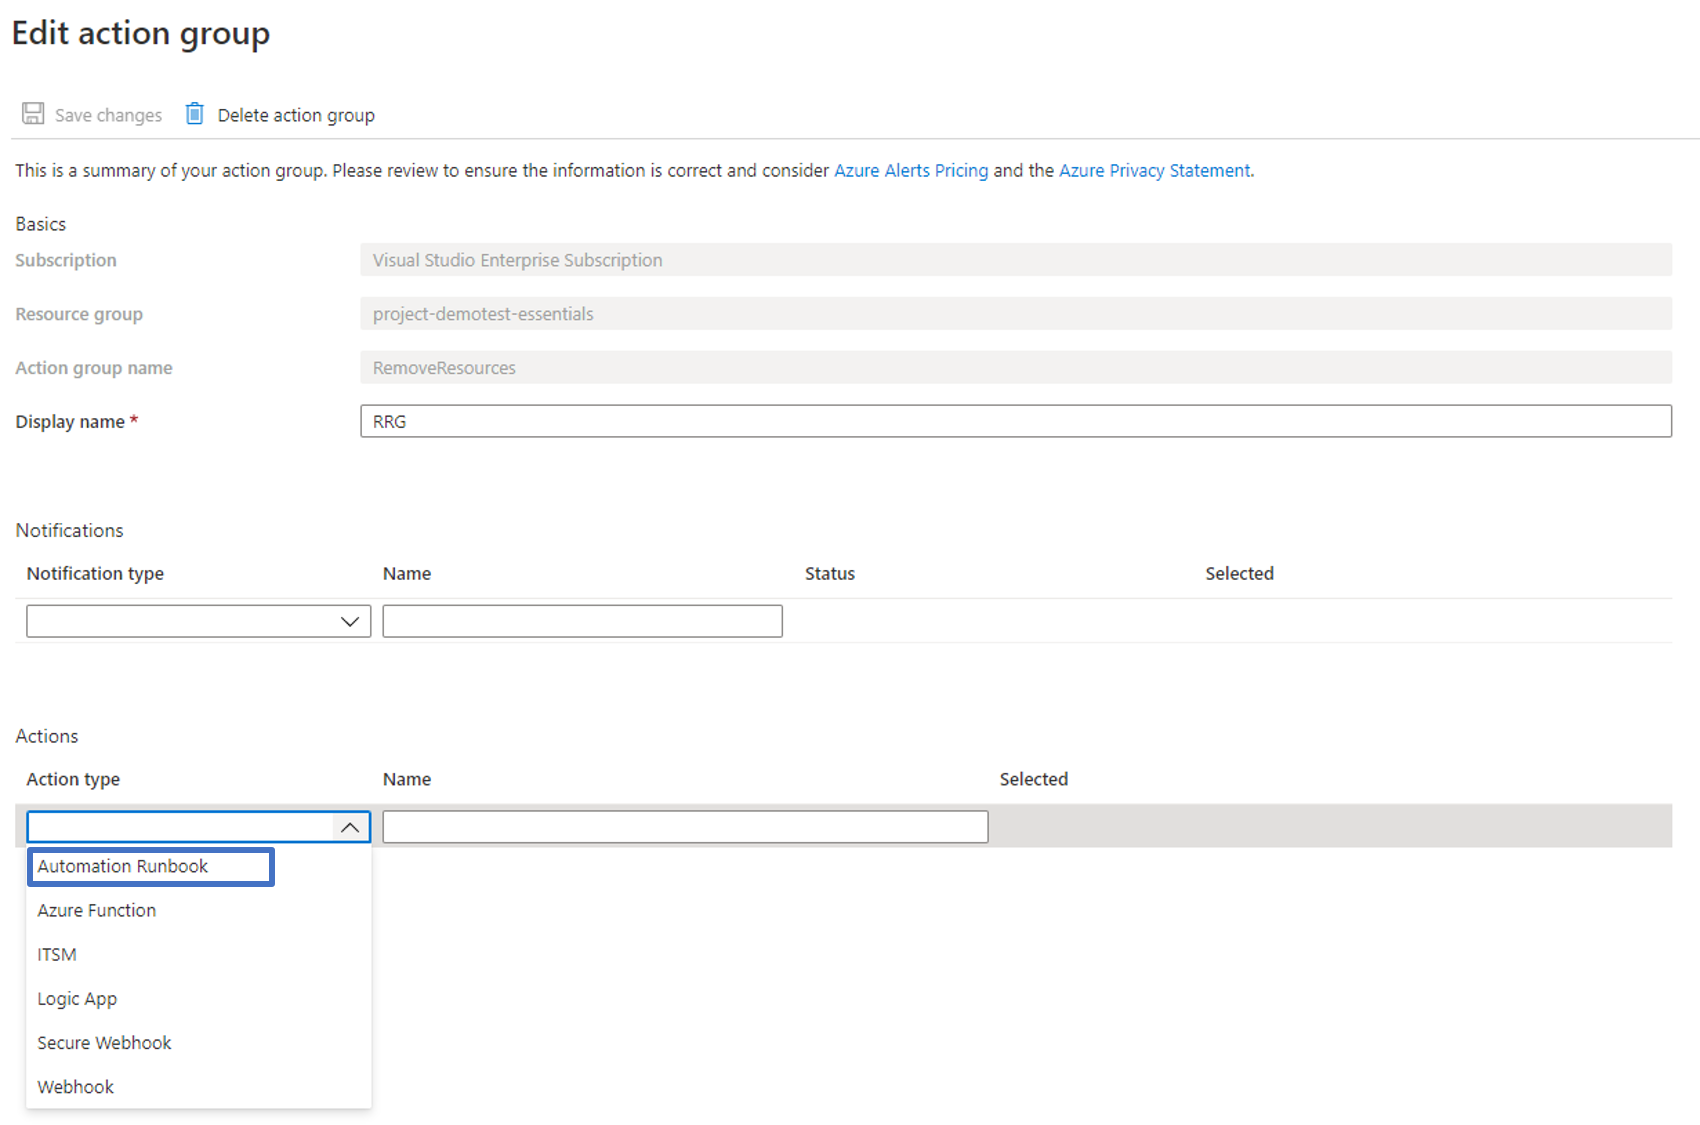 Edit action group
Save changes Delete action group
This is a summary of your action group. Please review to ensure the information is correct and consider Azure Alerts Pricing and the Azure Privacy Statement.
Basics
Subscription Visual Studio Enterprise Subscription
Resource group project-demotest-essentials
Action group name RemoveResources
Display name * RRG
Notifications
Notification type Name Status Selected
Actions
Action type Name Selected
Automation Runbook
Azure Function
ITSM
Logic App
Secure Webhook
Webhook